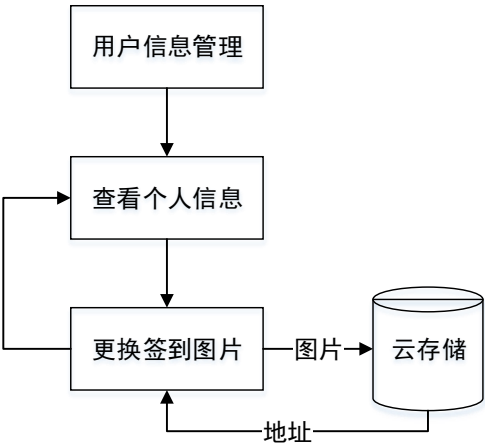 用户信息管理
查看个人信息
更换签到图片
图片
云存储
地址